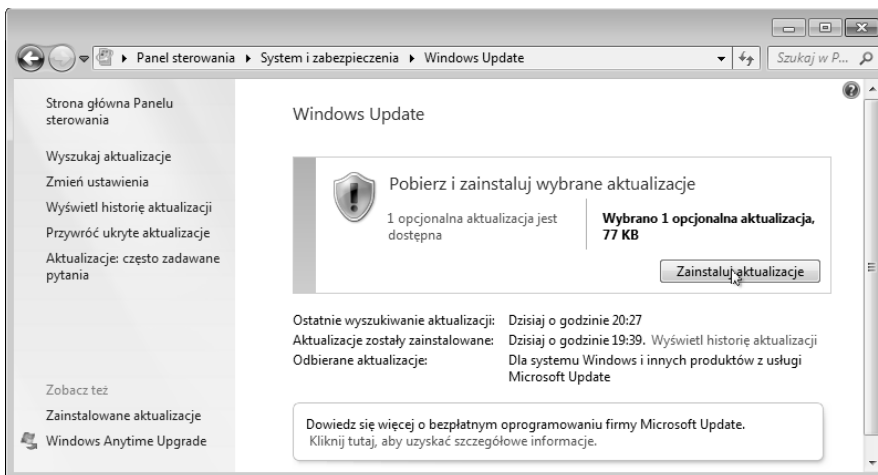 Panel sterowania ▸ System i zabezpieczenia ▸ Windows Update
Szukaj w P...
Strona główna Panelu
sterowania
Wyszukaj aktualizacje
Zmień ustawienia
Wyświetl historię aktualizacji
Przywróć ukryte aktualizacje
Aktualizacje: często zadawane
pytania
Zobacz też
Zainstalowane aktualizacje
Windows Anytime Upgrade
Windows Update
Pobierz i zainstaluj wybrane aktualizacje
1 opcjonalna aktualizacja jest
dostępna
Wybrano 1 opcjonalna aktualizacja,
77 KB
Zainstaluj aktualizacje
Ostatnie wyszukiwanie aktualizacji: Dzisiaj o godzinie 20:27
Aktualizacje zostały zainstalowane: Dzisiaj o godzinie 19:39. Wyświetl historię aktualizacji
Odbierane aktualizacje: Dla systemu Windows i innych produktów z usługi
Microsoft Update
Dowiedz się więcej o bezpłatnym oprogramowaniu firmy Microsoft Update.
Kliknij tutaj, aby uzyskać szczegółowe informacje.